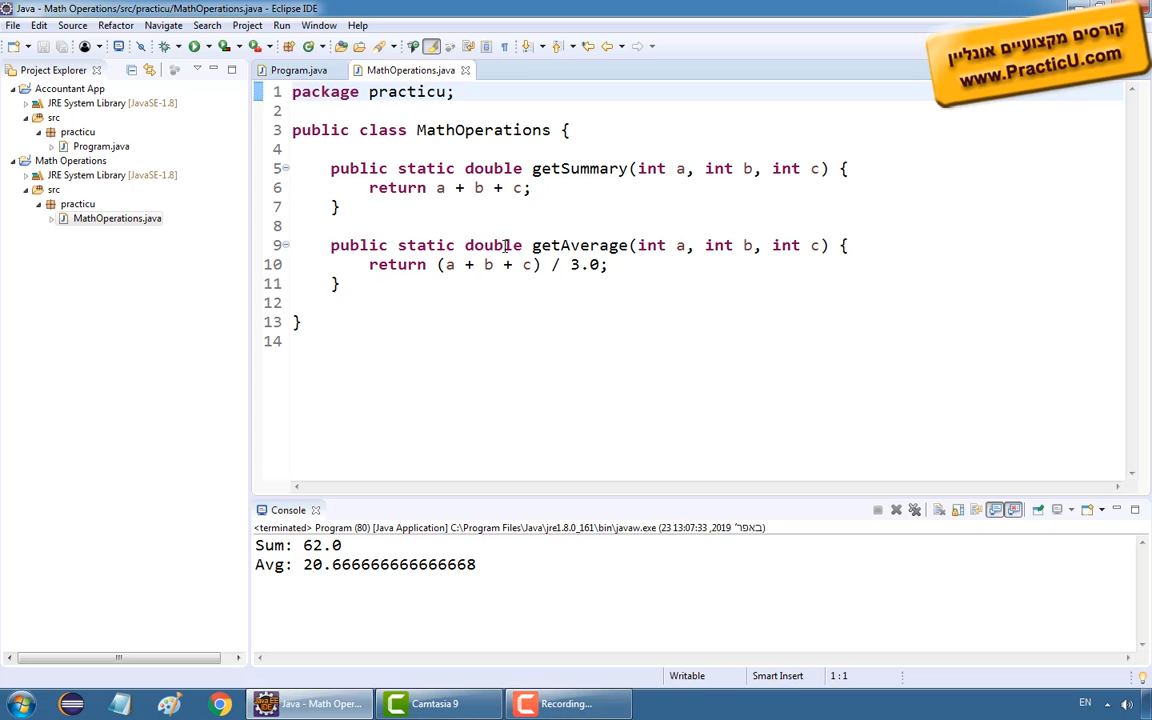 Java - Math Operations/src/practicu/MathOperations.java - Eclipse IDE
File Edit Source Refactor Navigate Search Project Run Window Help
קורסים מקצועיים אונליין
www.PracticU.com
Project Explorer
Program.java
MathOperations.java
Accountant App
JRE System Library [JavaSE-1.8]
src
practicu
Program.java
Math Operations
JRE System Library [JavaSE-1.8]
src
practicu
MathOperations.java
1 package practicu;
2
3 public class MathOperations {
4
5 public static double getSummary(int a, int b, int c) {
6 return a + b + c;
7 }
8
9 public static double getAverage(int a, int b, int c) {
10 return (a + b + c) / 3.0;
11 }
12
13 }
14
Console
<terminated> Program (80) [Java Application] C:\Program Files\Java\jre1.8.0_161\bin\javaw.exe (23 באפר׳ 2019, 13:07:33)
Sum: 62.0
Avg: 20.666666666666668
Writable Smart Insert 1 : 1
Java - Math Oper... Camtasia 9 Recording... EN